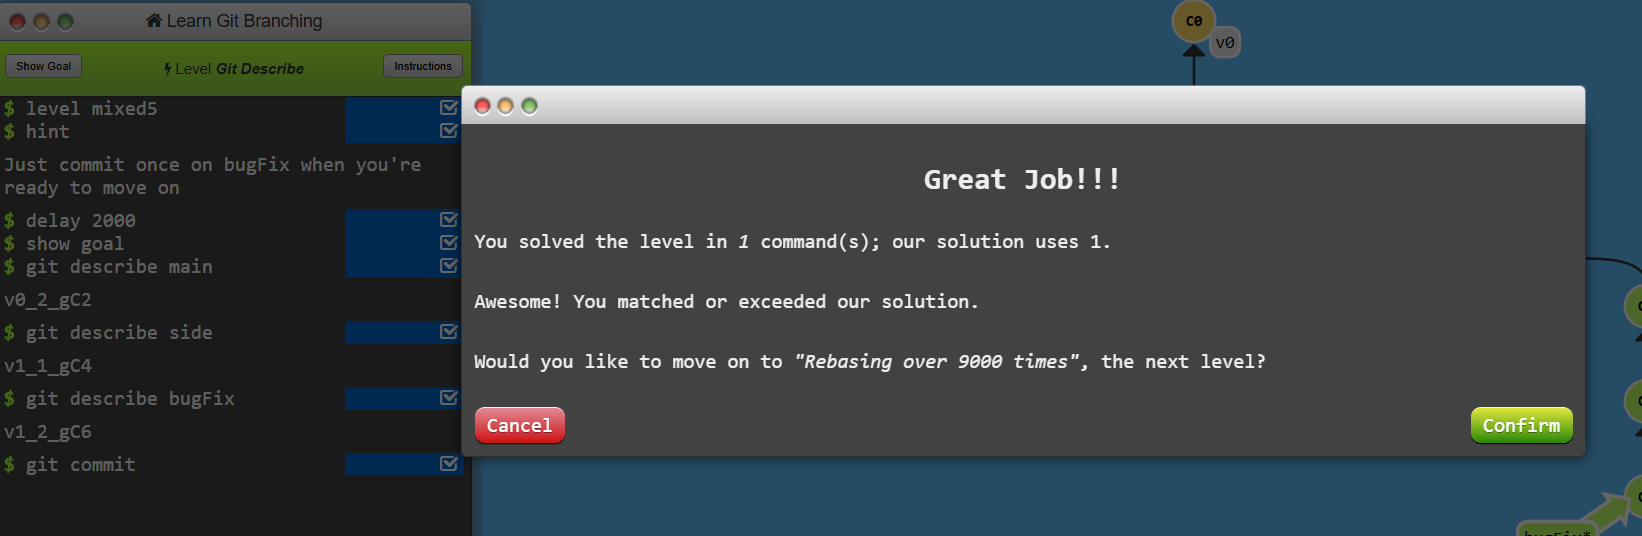 Learn Git Branching
Show Goal
Level Git Describe
Instructions
$ level mixed5
$ hint
Just commit once on bugFix when you're
ready to move on
$ delay 2000
$ show goal
$ git describe main
v0_2_gC2
$ git describe side
v1_1_gC4
$ git describe bugFix
v1_2_gC6
$ git commit
C0
v0
Great Job!!!
You solved the level in 1 command(s); our solution uses 1.
Awesome! You matched or exceeded our solution.
Would you like to move on to "Rebasing over 9000 times", the next level?
Cancel
Confirm
bugFix*